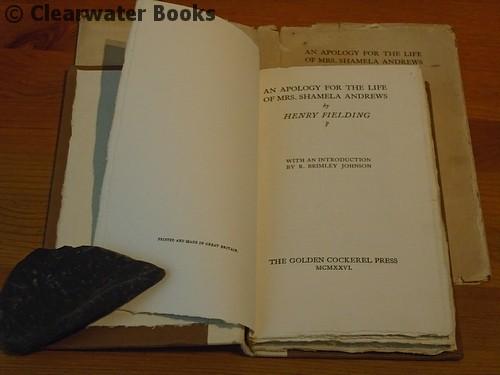 © Clearwater Books
AN APOLOGY FOR THE LIFE
OF MRS. SHAMELA ANDREWS
AN APOLOGY FOR THE LIFE
OF MRS. SHAMELA ANDREWS
by
HENRY FIELDING
?
WITH AN INTRODUCTION
BY R. BRIMLEY JOHNSON
PRINTED AND MADE IN GREAT BRITAIN.
THE GOLDEN COCKEREL PRESS
MCMXXVI.